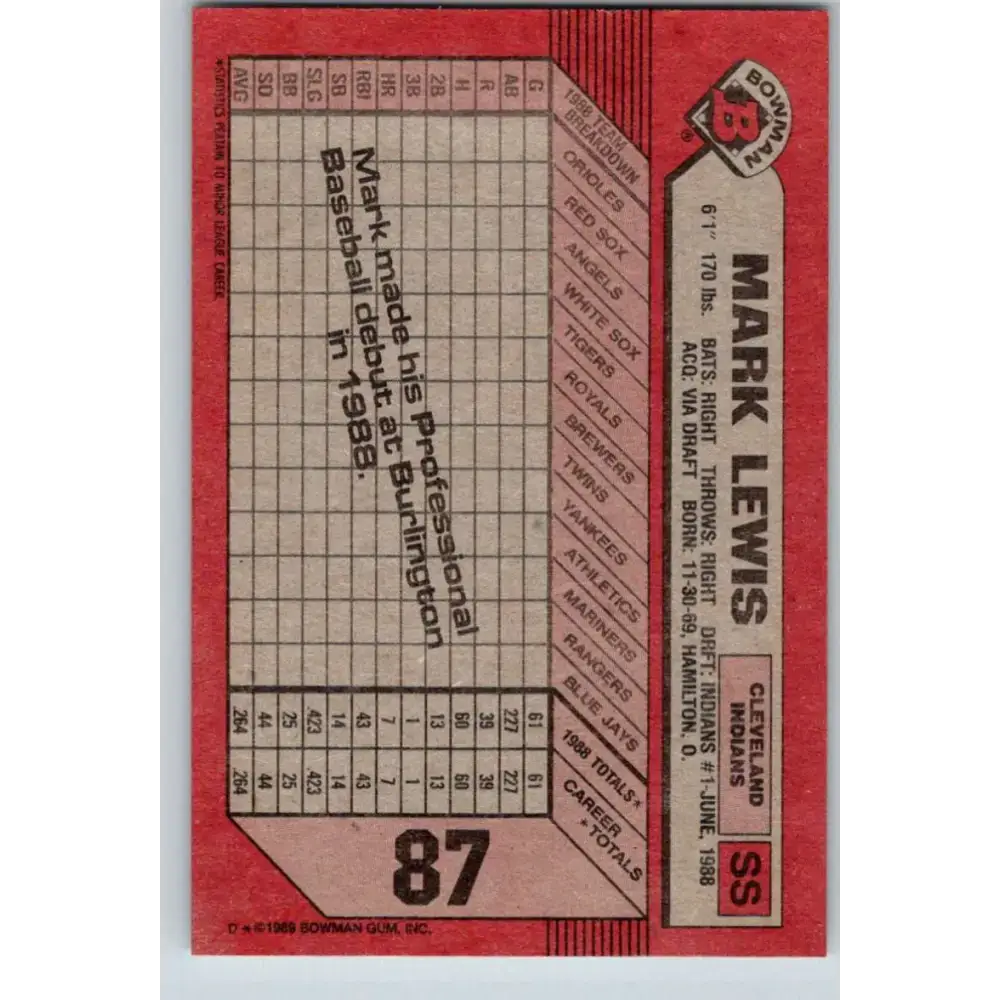 BOWMAN
B
®
MARK LEWIS
CLEVELAND
INDIANS
SS
6'1" 170 lbs. BATS: RIGHT THROWS: RIGHT DRFT: INDIANS #1-JUNE, 1988
ACQ: VIA DRAFT BORN: 11-30-69, HAMILTON, O.
1988 TEAM
BREAKDOWN
ORIOLES
RED SOX
ANGELS
WHITE SOX
TIGERS
ROYALS
BREWERS
TWINS
YANKEES
ATHLETICS
MARINERS
RANGERS
BLUE JAYS
1988 TOTALS*
CAREER
*TOTALS
G 61 61
AB 227 227
R 39 39
H 60 60
2B 13 13
3B 1 1
HR 7 7
RBI 43 43
SB 14 14
SLG .423 .423
BB 25 25
SO 44 44
AVG .264 .264
Mark made his Professional
Baseball debut at Burlington
in 1988.
87
*STATISTICS PERTAIN TO MINOR LEAGUE CAREER.
D *©1989 BOWMAN GUM, INC.